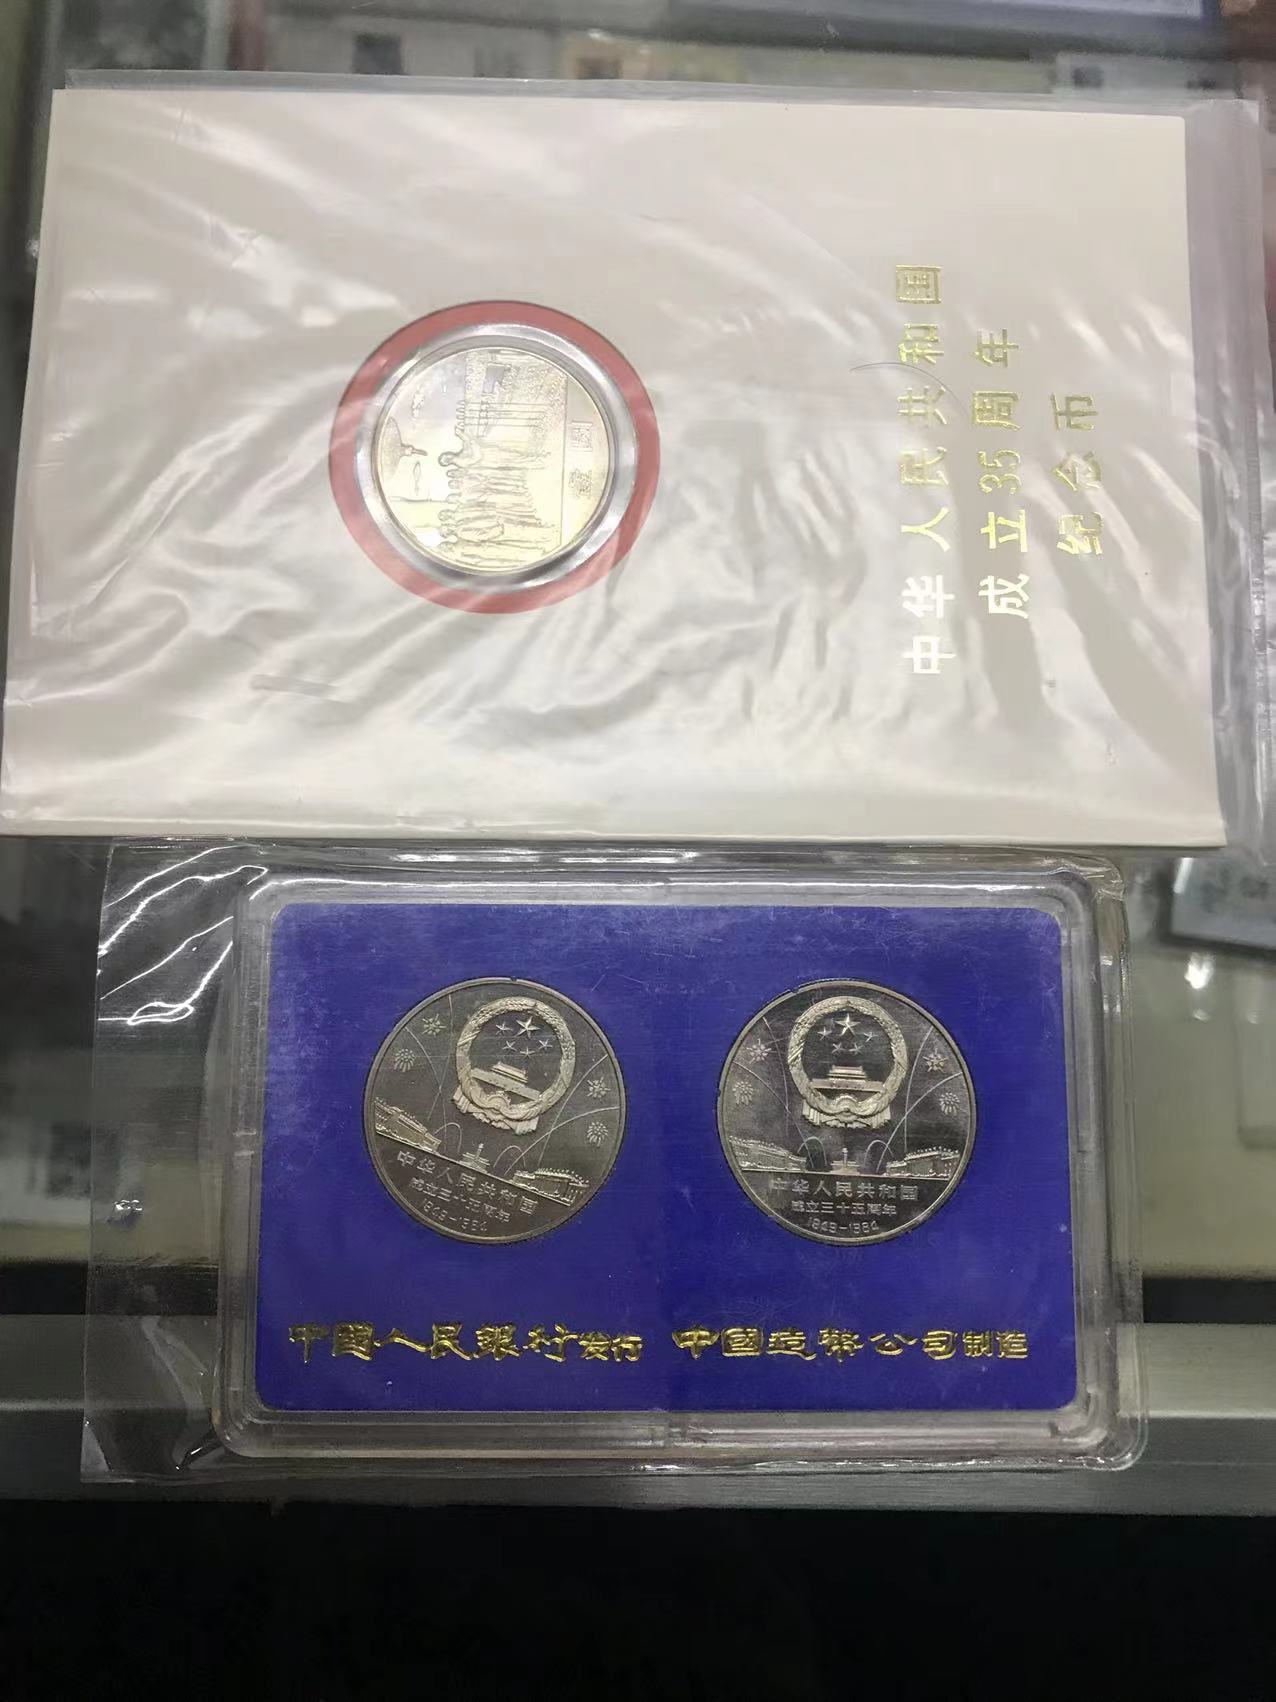 中华人民共和国
成立35周年
纪念币
壹圆
中华人民共和国
成立三十五周年
1949-1984
中华人民共和国
成立三十五周年
1949-1984
中國人民銀行发行 中國造幣公司制造